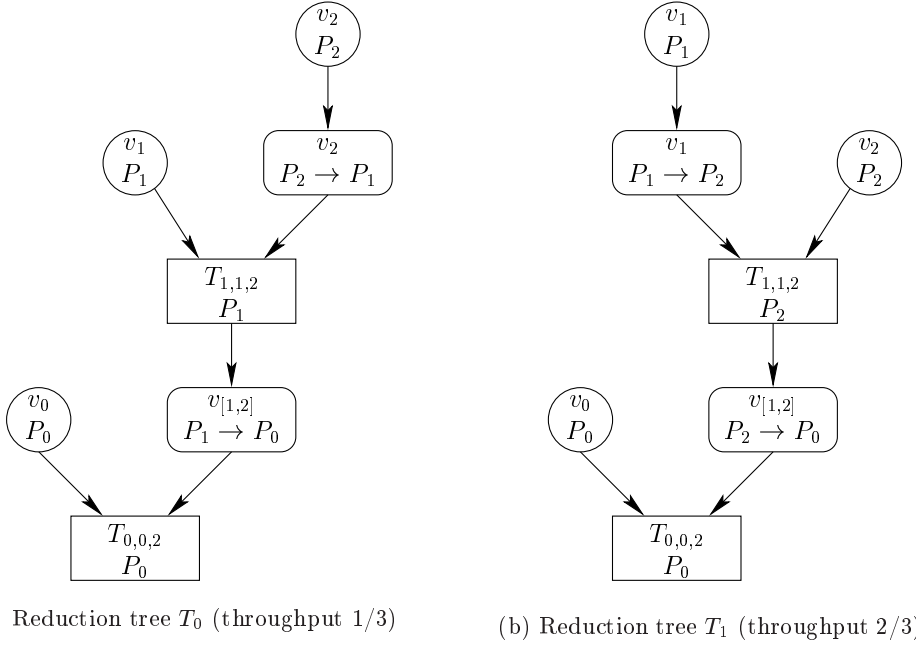 v₂
P₂
v₁
P₁
v₂
P₂ → P₁
T₁,₁,₂
P₁
v₀
P₀
v[1,2]
P₁ → P₀
T₀,₀,₂
P₀
Reduction tree T₀ (throughput 1/3)
v₁
P₁
v₁
P₁ → P₂
v₂
P₂
T₁,₁,₂
P₂
v₀
P₀
v[1,2]
P₂ → P₀
T₀,₀,₂
P₀
(b) Reduction tree T₁ (throughput 2/3)